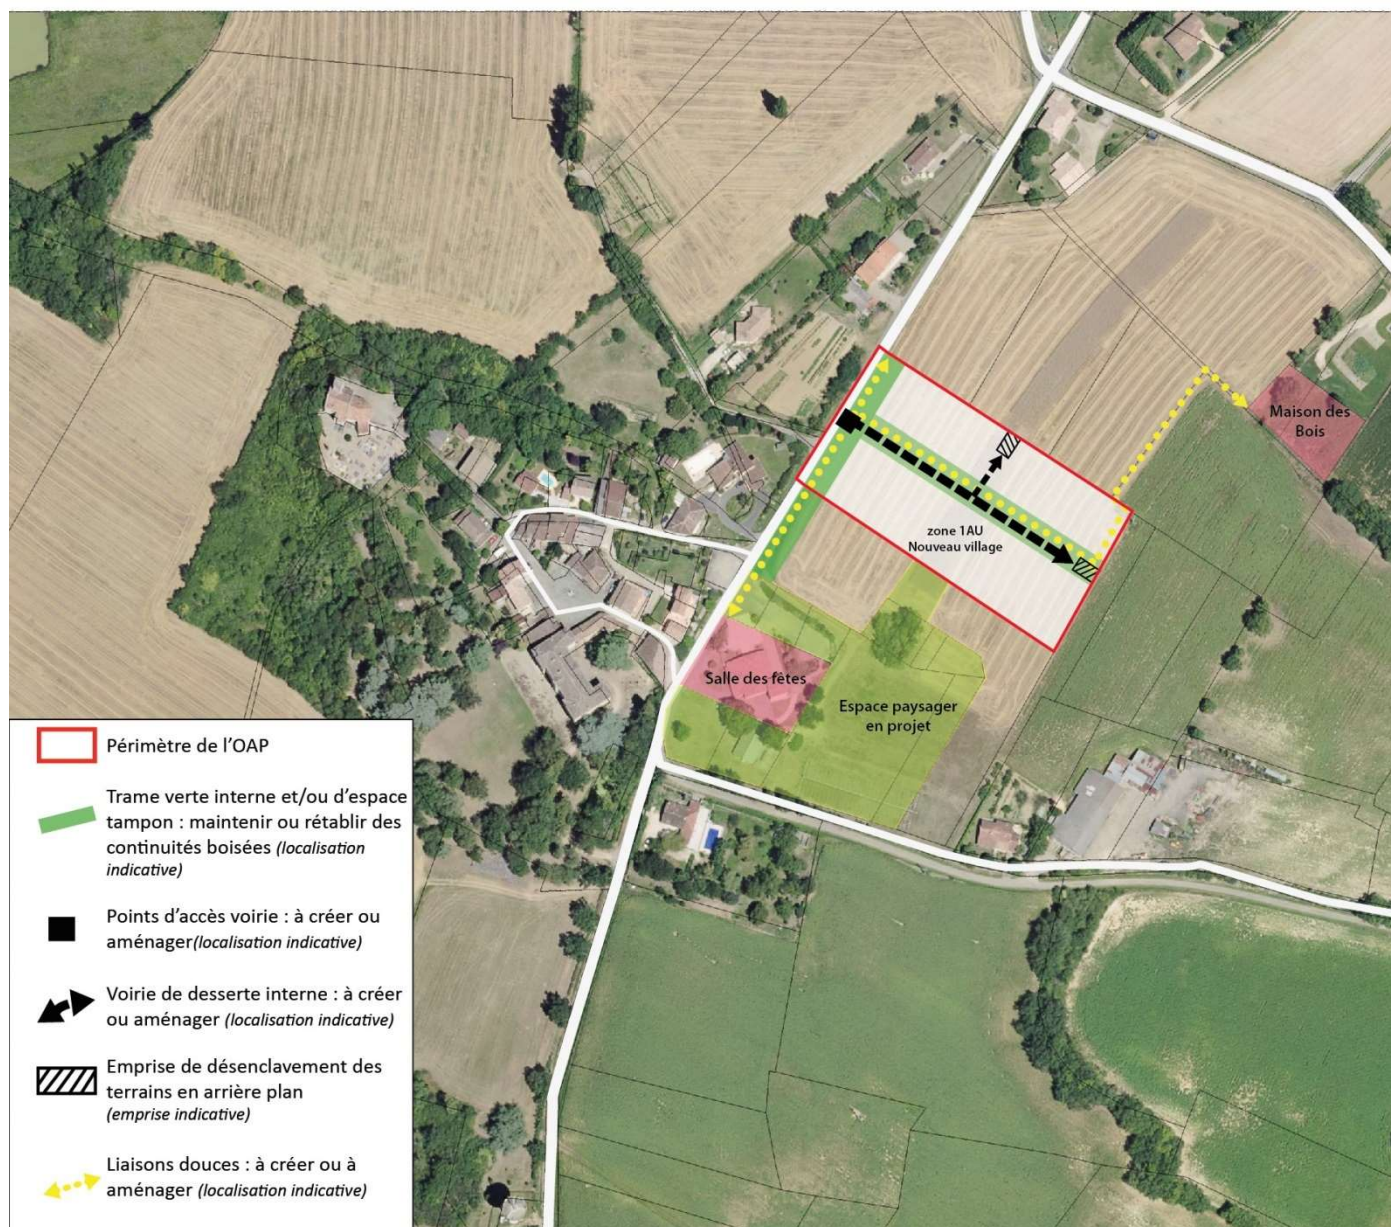 Maison des
Bois
zone 1AU
Nouveau village
Salle des fêtes
Espace paysager
en projet
Périmètre de l'OAP
Trame verte interne et/ou d'espace
tampon : maintenir ou rétablir des
continuités boisées (localisation
indicative)
Points d'accès voirie : à créer ou
aménager(localisation indicative)
Voirie de desserte interne : à créer
ou aménager (localisation indicative)
Emprise de désenclavement des
terrains en arrière plan
(emprise indicative)
Liaisons douces : à créer ou à
aménager (localisation indicative)